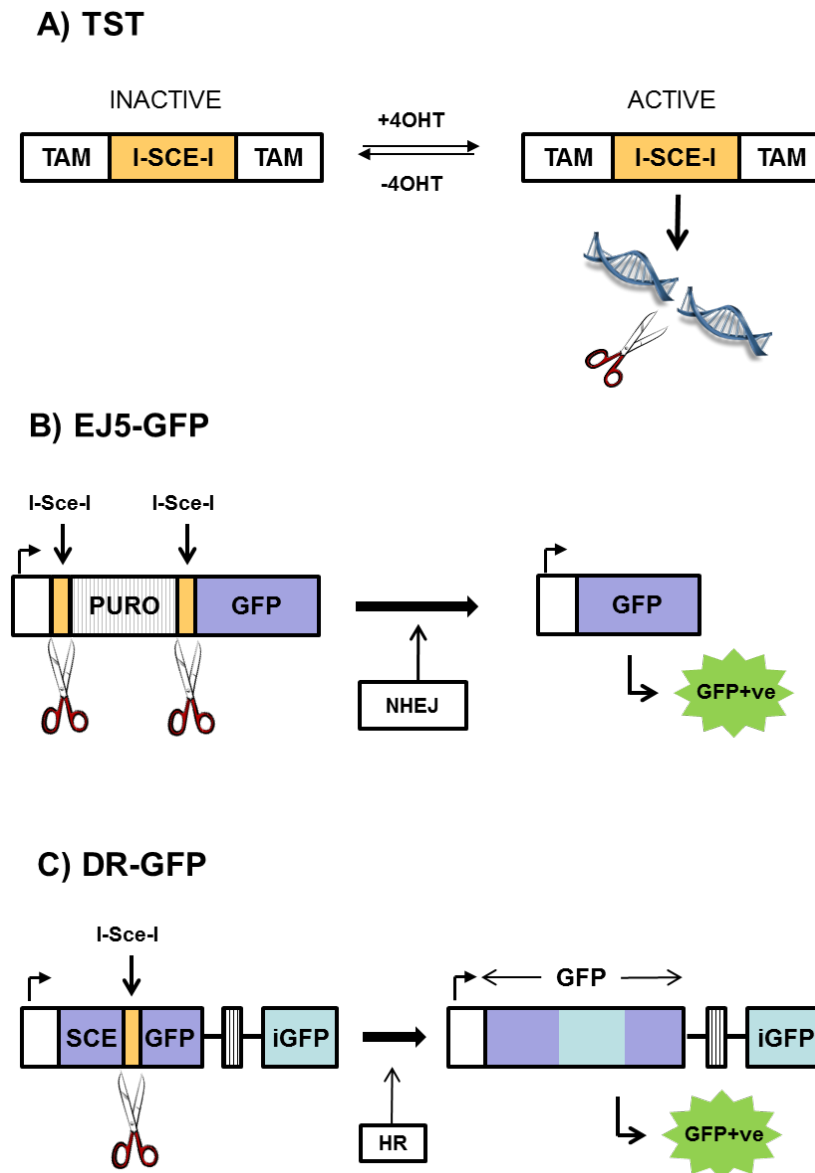 A) TST
INACTIVE
ACTIVE
TAM I-SCE-I TAM
+4OHT
-4OHT
TAM I-SCE-I TAM
B) EJ5-GFP
I-Sce-I I-Sce-I
PURO GFP
NHEJ
GFP
GFP+ve
C) DR-GFP
I-Sce-I
SCE GFP iGFP
HR
GFP
iGFP
GFP+ve